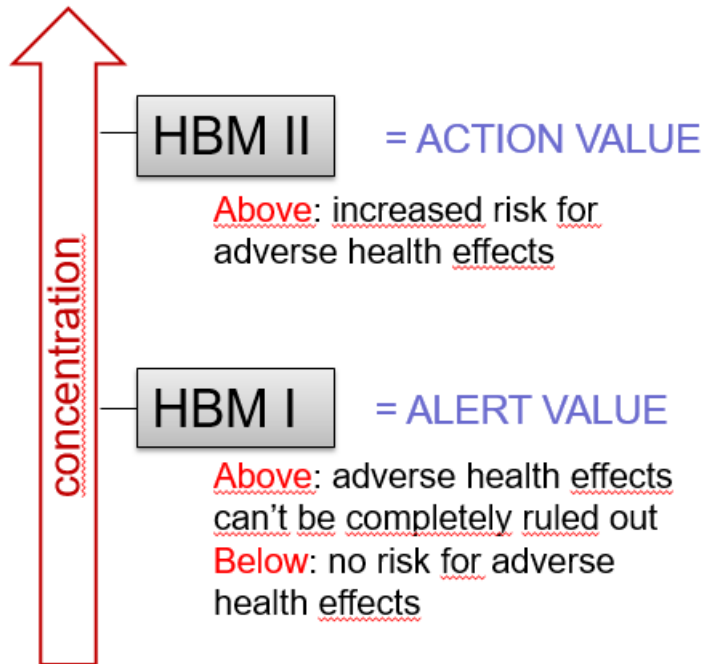 HBM II
= ACTION VALUE
Above: increased risk for
adverse health effects
concentration
HBM I
= ALERT VALUE
Above: adverse health effects
can't be completely ruled out
Below: no risk for adverse
health effects